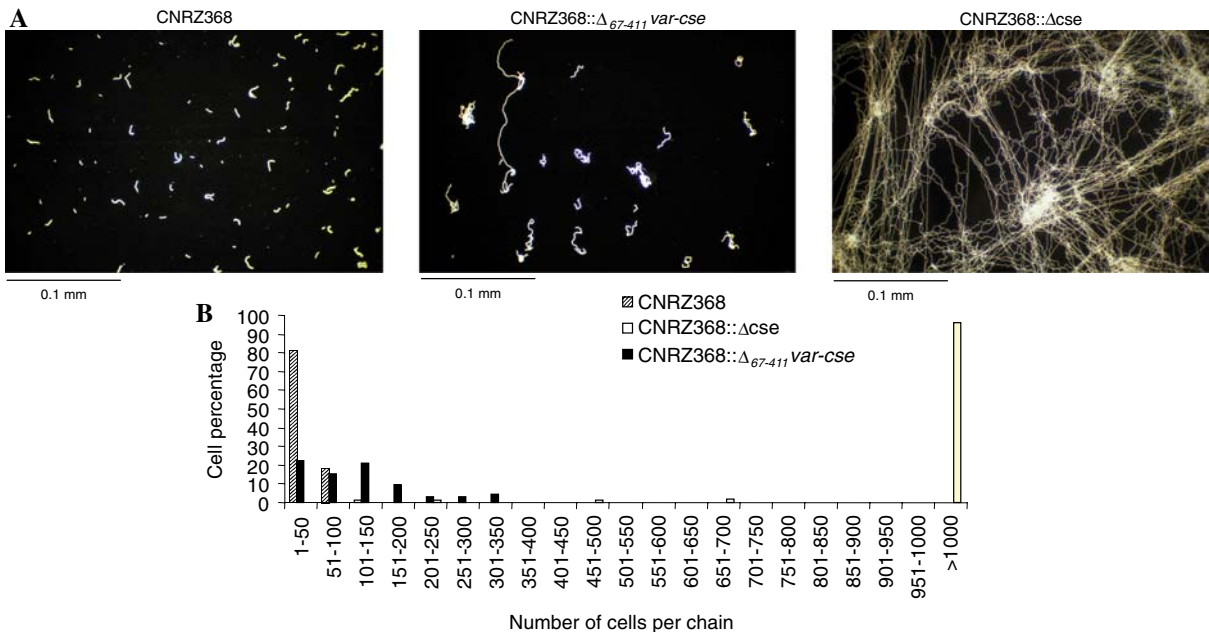 A
CNRZ368
CNRZ368::Δ67-411 var-cse
CNRZ368::Δcse
0.1 mm
0.1 mm
0.1 mm
B
CNRZ368
CNRZ368::Δcse
CNRZ368::Δ67-411 var-cse
Cell percentage
100
90
80
70
60
50
40
30
20
10
0
1-50
51-100
101-150
151-200
201-250
251-300
301-350
351-400
401-450
451-500
501-550
551-600
601-650
651-700
701-750
751-800
801-850
851-900
901-950
951-1000
>1000
Number of cells per chain